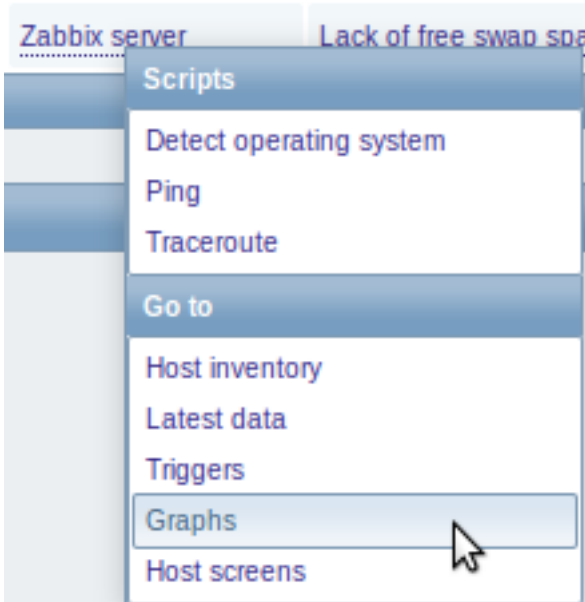 Zabbix server Lack of free swap spa
Scripts
Detect operating system
Ping
Traceroute
Go to
Host inventory
Latest data
Triggers
Graphs
Host screens